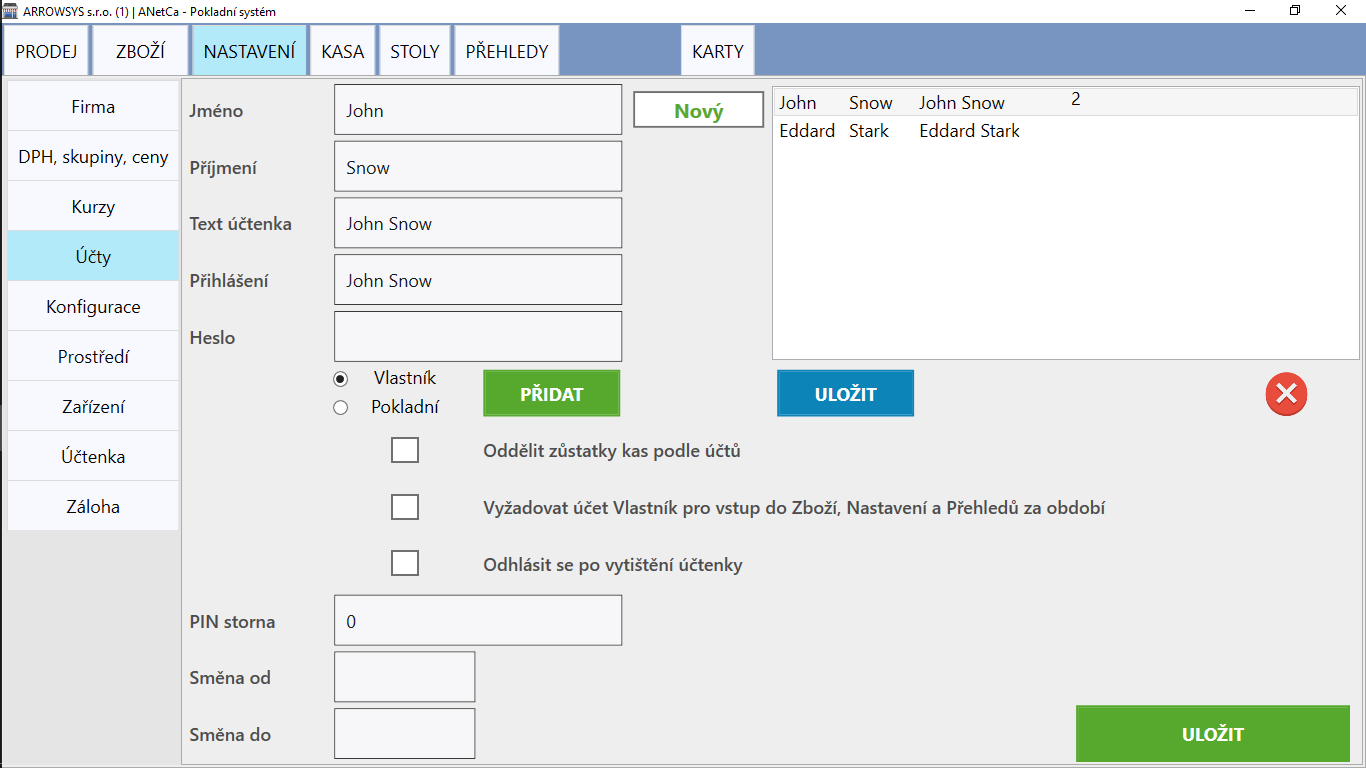 ARROWSYS s.r.o. (1) | ANetCa - Pokladní systém
PRODEJ ZBOŽÍ NASTAVENÍ KASA STOLY PŘEHLEDY KARTY
Firma
DPH, skupiny, ceny
Kurzy
Účty
Konfigurace
Prostředí
Zařízení
Účtenka
Záloha
Jméno John Nový
Příjmení Snow
Text účtenka John Snow
Přihlášení John Snow
Heslo
John Snow John Snow 2
Eddard Stark Eddard Stark
Vlastník
Pokladní
PŘIDAT ULOŽIT
Oddělit zůstatky kas podle účtů
Vyžadovat účet Vlastník pro vstup do Zboží, Nastavení a Přehledů za období
Odhlásit se po vytištění účtenky
PIN storna 0
Směna od
Směna do
ULOŽIT